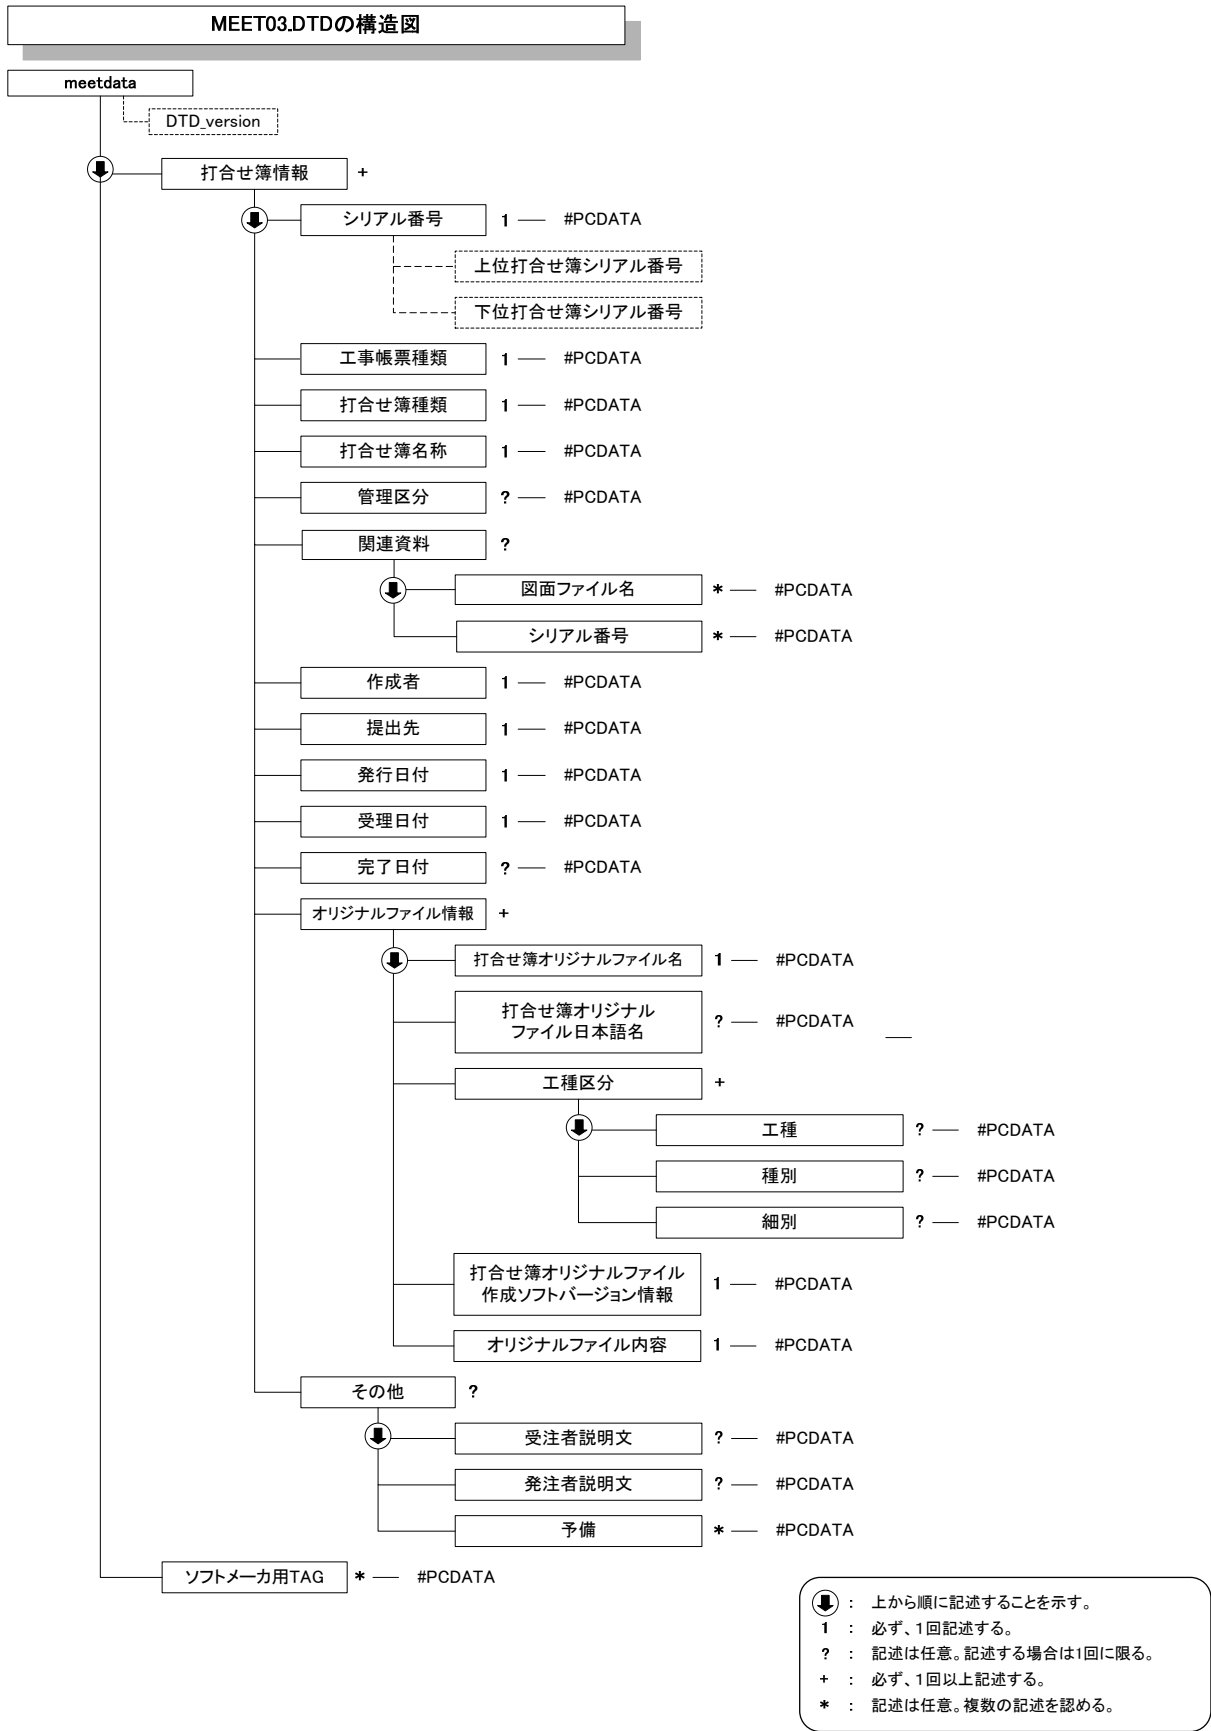 MEET03.DTDの構造図
meetdata
DTD_version
打合せ簿情報 +
シリアル番号 1 #PCDATA
上位打合せ簿シリアル番号
下位打合せ簿シリアル番号
工事帳票種類 1 #PCDATA
打合せ簿種類 1 #PCDATA
打合せ簿名称 1 #PCDATA
管理区分 ? #PCDATA
関連資料 ?
図面ファイル名 * #PCDATA
シリアル番号 * #PCDATA
作成者 1 #PCDATA
提出先 1 #PCDATA
発行日付 1 #PCDATA
受理日付 1 #PCDATA
完了日付 ? #PCDATA
オリジナルファイル情報 +
打合せ簿オリジナルファイル名 1 #PCDATA
打合せ簿オリジナル
ファイル日本語名 ? #PCDATA
工種区分 +
工種 ? #PCDATA
種別 ? #PCDATA
細別 ? #PCDATA
打合せ簿オリジナルファイル
作成ソフトバージョン情報 1 #PCDATA
オリジナルファイル内容 1 #PCDATA
その他 ?
受注者説明文 ? #PCDATA
発注者説明文 ? #PCDATA
予備 * #PCDATA
ソフトメーカ用TAG * #PCDATA
： 上から順に記述することを示す。
1 ： 必ず、1回記述する。
? ： 記述は任意。記述する場合は1回に限る。
+ ： 必ず、1回以上記述する。
* ： 記述は任意。複数の記述を認める。